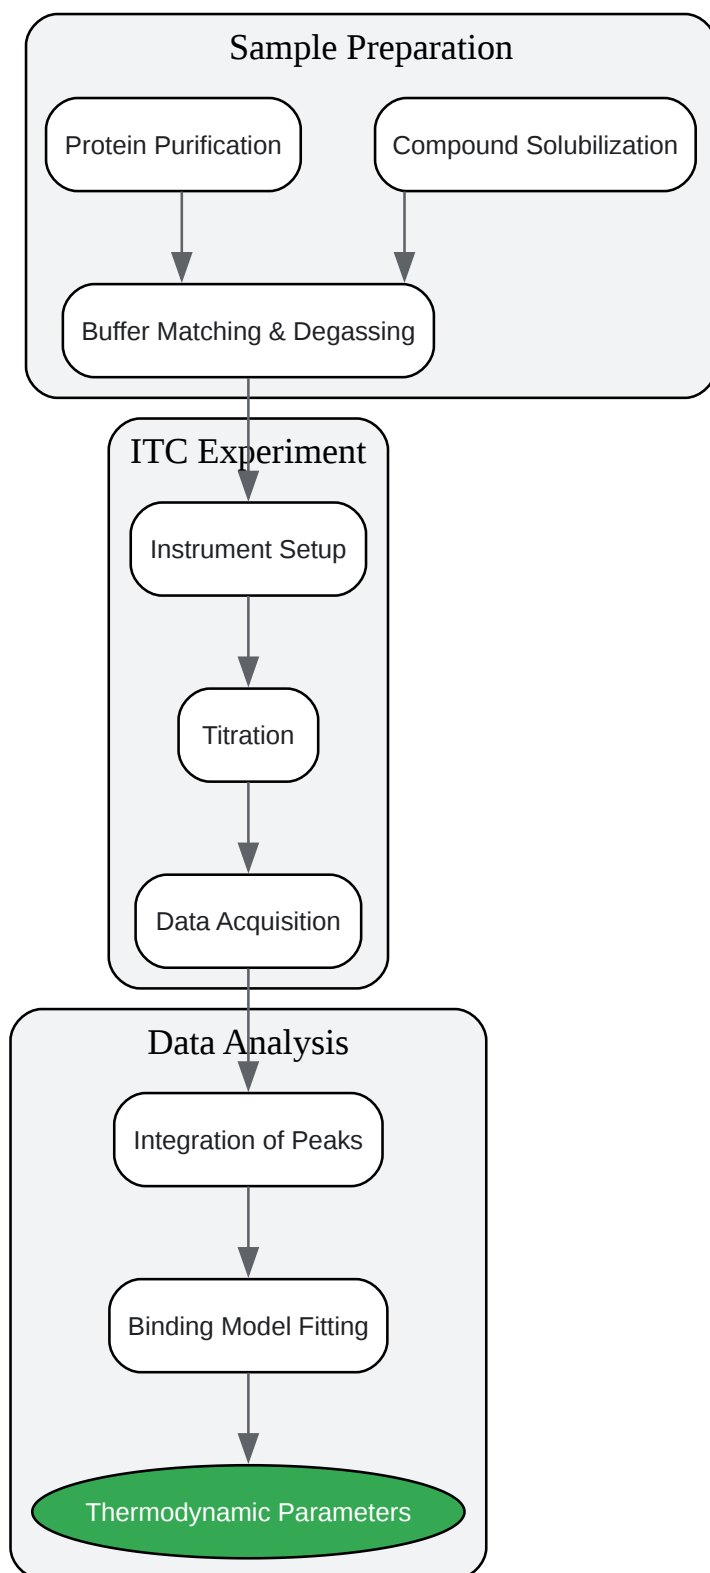 Sample Preparation
Protein Purification
Compound Solubilization
Buffer Matching & Degassing
ITC Experiment
Instrument Setup
Titration
Data Acquisition
Data Analysis
Integration of Peaks
Binding Model Fitting
Thermodynamic Parameters